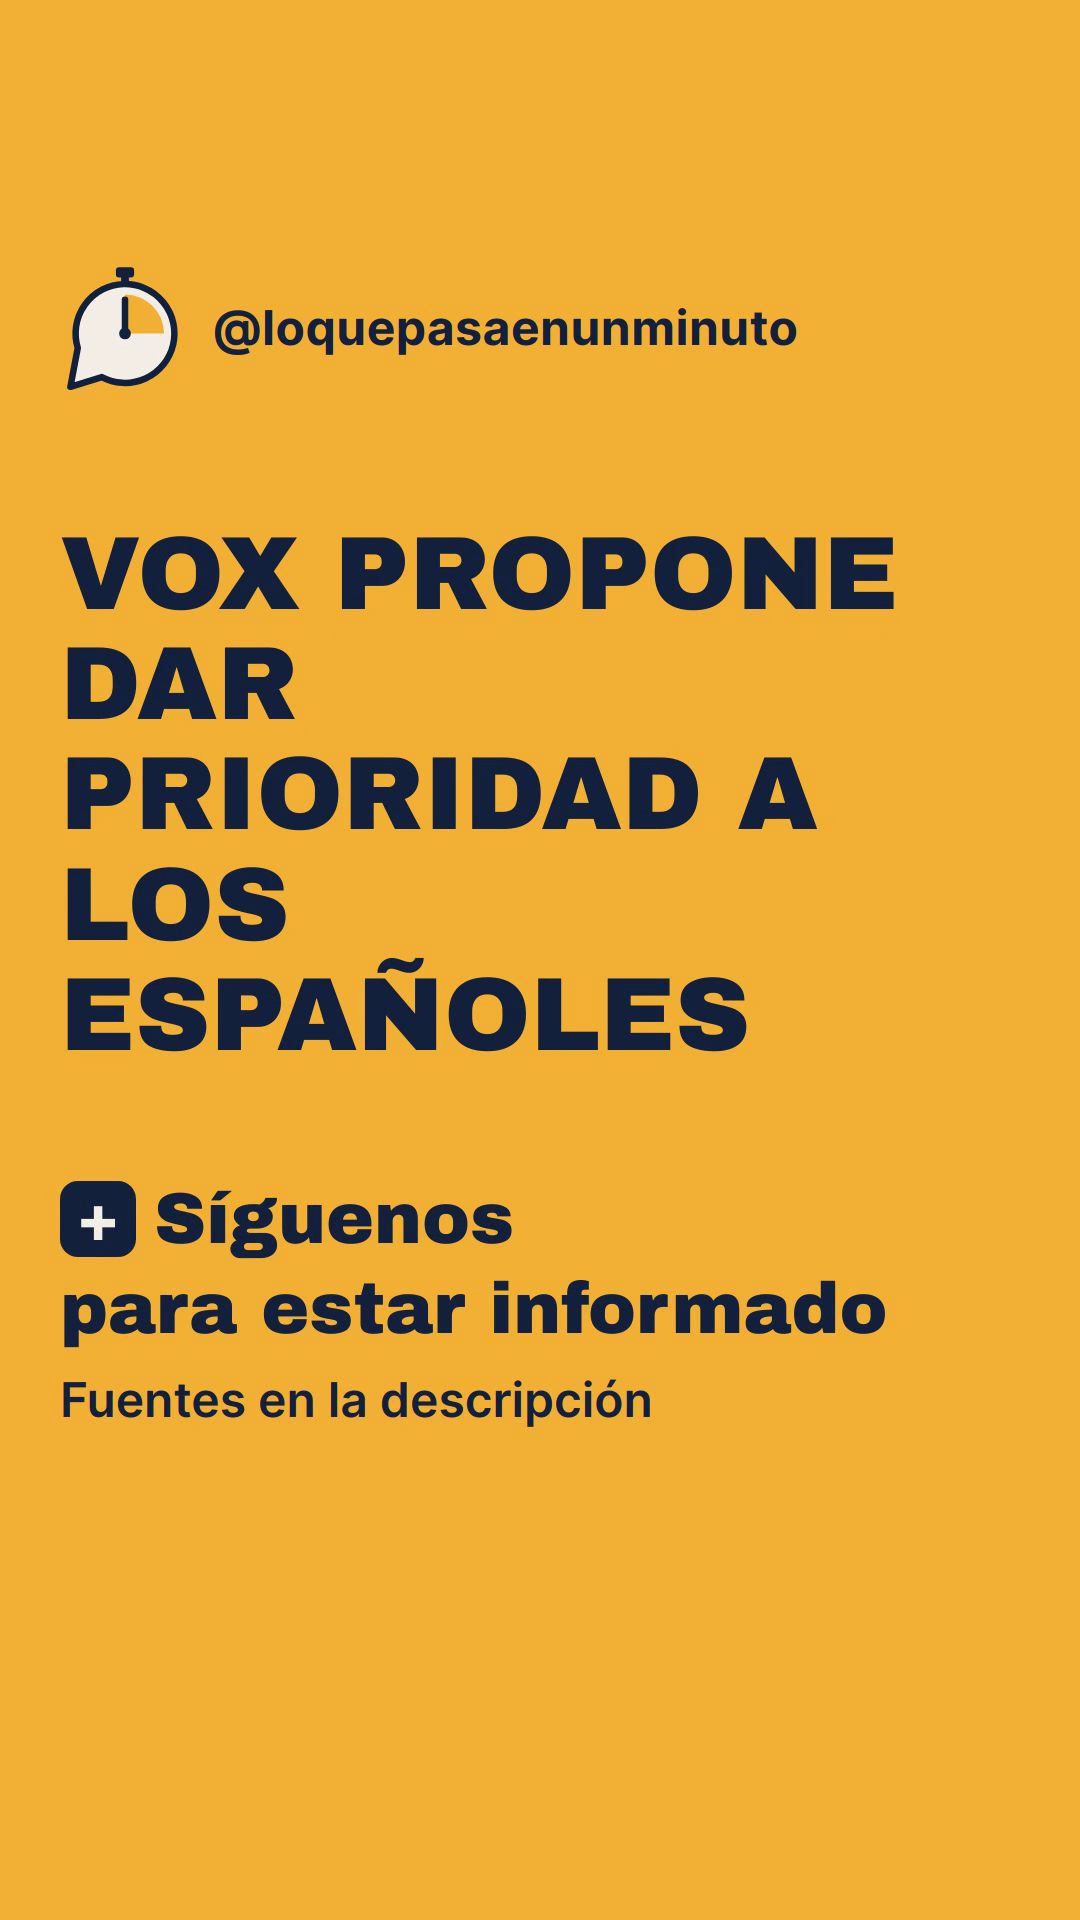 @loquepasaenunminuto
VOX PROPONE
DAR
PRIORIDAD A
LOS
ESPAÑOLES
+ Síguenos
para estar informado
Fuentes en la descripción